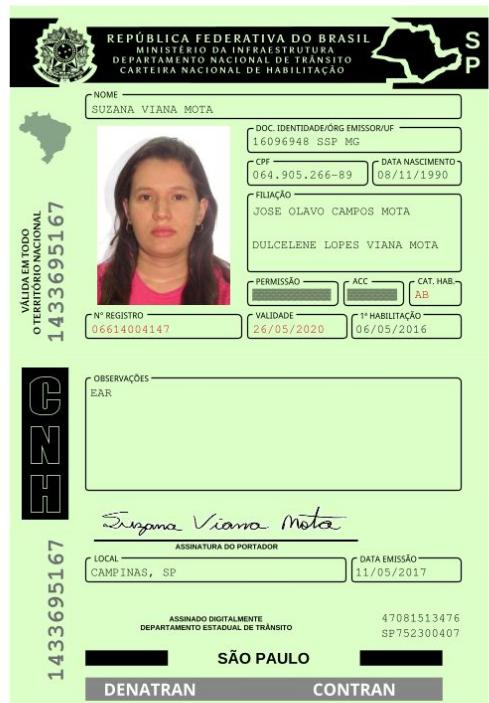 REPÚBLICA FEDERATIVA DO BRASIL
MINISTÉRIO DA INFRAESTRUTURA
DEPARTAMENTO NACIONAL DE TRÂNSITO
CARTEIRA NACIONAL DE HABILITAÇÃO
SP
NOME
SUZANA VIANA MOTA
DOC. IDENTIDADE/ÓRG EMISSOR/UF
16096948 SSP MG
CPF DATA NASCIMENTO
064.905.266-89 08/11/1990
FILIAÇÃO
JOSE OLAVO CAMPOS MOTA
DULCELENE LOPES VIANA MOTA
PERMISSÃO ACC CAT. HAB.
AB
Nº REGISTRO VALIDADE 1ª HABILITAÇÃO
06614004147 26/05/2020 06/05/2016
VÁLIDA EM TODO
O TERRITÓRIO NACIONAL
1433695167
CNH
OBSERVAÇÕES
EAR
Suzana Viana Mota
ASSINATURA DO PORTADOR
LOCAL DATA EMISSÃO
CAMPINAS, SP 11/05/2017
1433695167
ASSINADO DIGITALMENTE
DEPARTAMENTO ESTADUAL DE TRÂNSITO
47081513476
SP752300407
SÃO PAULO
DENATRAN CONTRAN